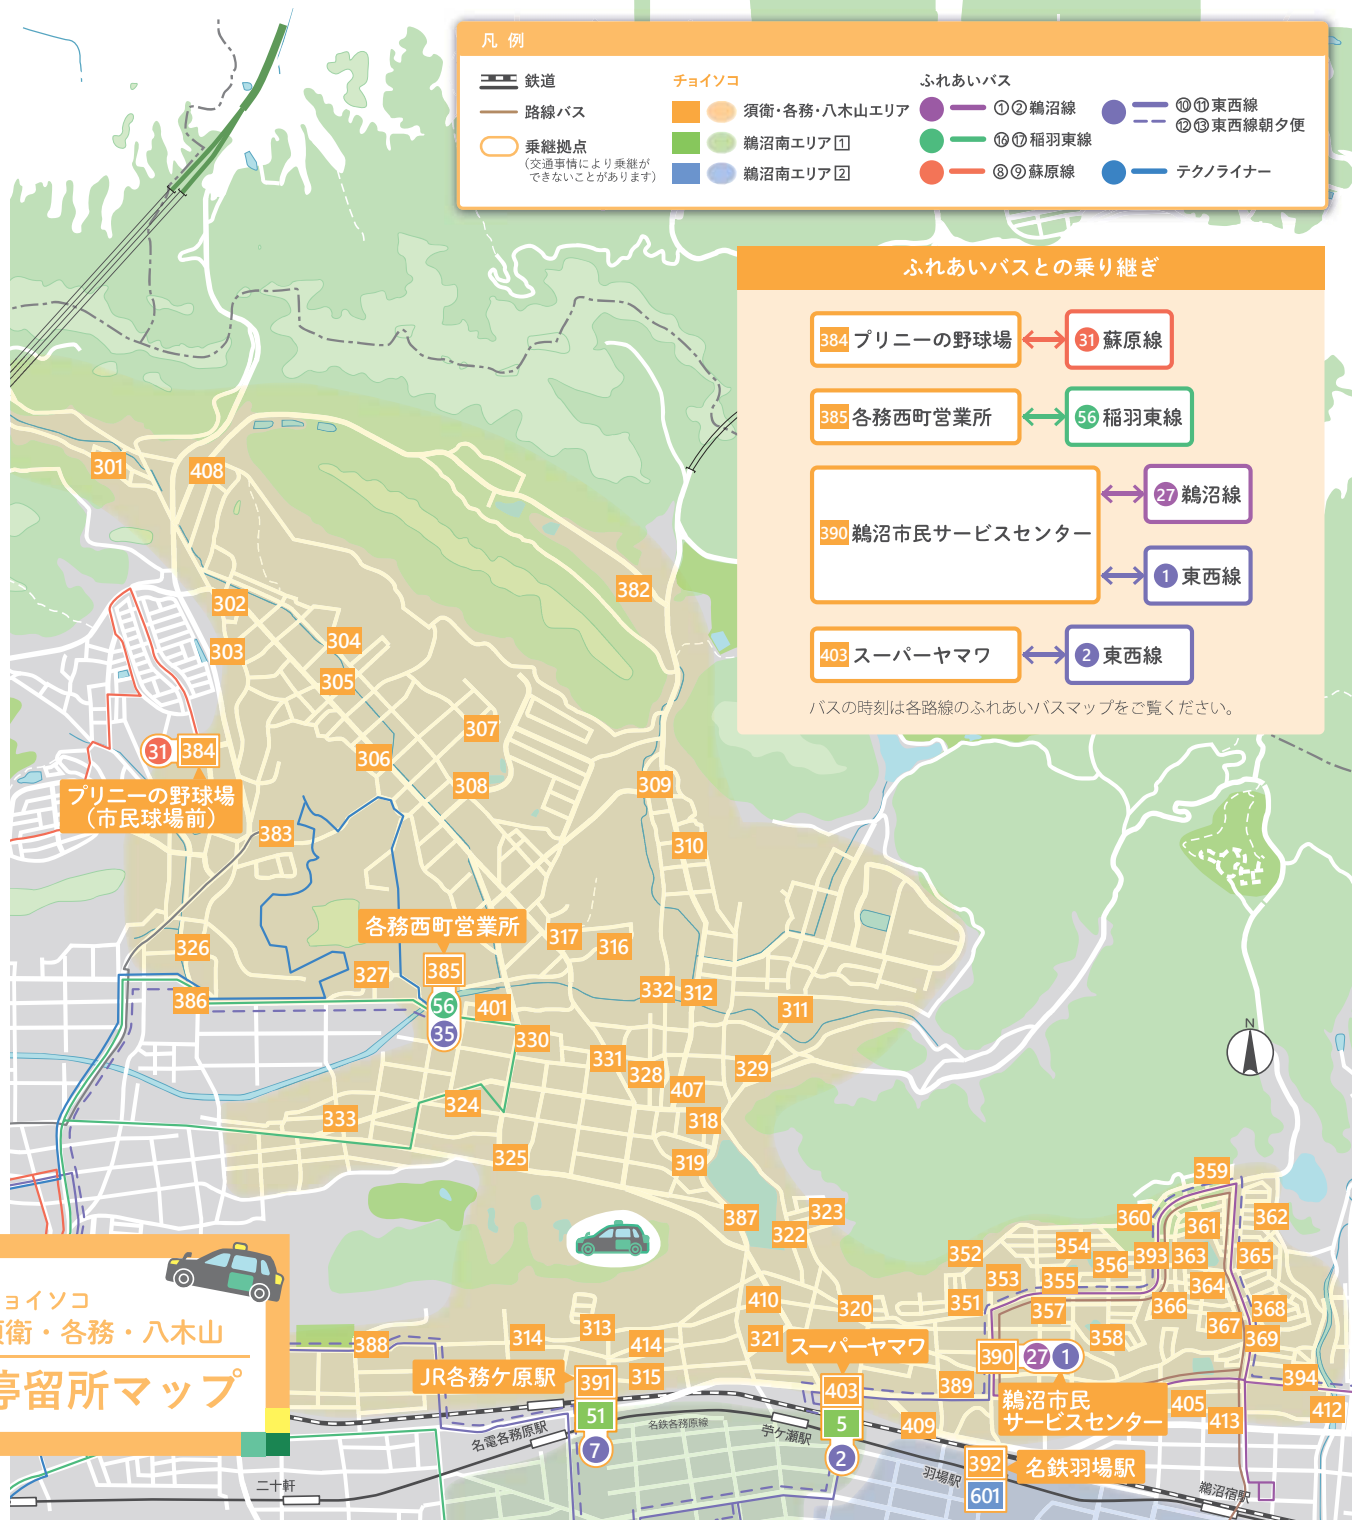 凡 例
鉄道
路線バス
乗継拠点
(交通事情により乗継が
できないことがあります)
チョイソコ
須衛・各務・八木山エリア
鵜沼南エリア1
鵜沼南エリア2
ふれあいバス
①②鵜沼線
⑯⑰稲羽東線
⑧⑨蘇原線
⑩⑪東西線
⑫⑬東西線朝夕便
テクノライナー
ふれあいバスとの乗り継ぎ
384 プリニーの野球場
31 蘇原線
385 各務西町営業所
56 稲羽東線
390 鵜沼市民サービスセンター
27 鵜沼線
1 東西線
403 スーパーヤマワ
2 東西線
バスの時刻は各路線のふれあいバスマップをご覧ください。
301
408
382
302
304
303
305
307
306
308
309
31 384
プリニーの野球場
(市民球場前)
383
310
各務西町営業所
326
317
316
327
385
386
332
312
56
401
311
35
330
331
328
329
407
333
324
318
325
319
359
387
323
322
360
361
362
352
354
393
363
365
356
353
355
364
410
320
351
357
366
368
367
313
314
414
321
358
369
388
スーパーヤマワ
390 27 1
JR各務ケ原駅
391
315
403
389
394
鵜沼市民
サービスセンター
405
412
413
51
5
409
名鉄各務原線
名電各務原駅
苧ケ瀬駅
7
2
392
名鉄羽場駅
羽場駅
601
鵜沼宿駅
二十軒
N
ョイソコ
須衛・各務・八木山
停留所マップ